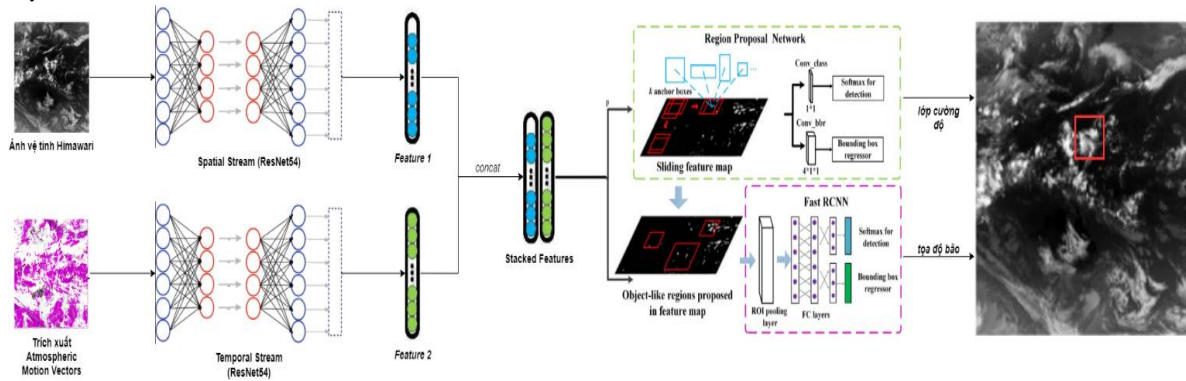 Ảnh vệ tinh Himawari
Spatial Stream (ResNet54)
Feature 1
Trích xuất
Atmospheric
Motion Vectors
Temporal Stream
(ResNet54)
Feature 2
concat
Stacked Features
Region Proposal Network
k anchor boxes
...
Sliding feature map
Conv_class
1*1
Softmax for
detection
Conv_bbr
4*1*1
Bounding box
regressor
P
Object-like regions proposed
in feature map
Fast RCNN
ROI pooling
layer
FC layers
Softmax for
detection
Bounding box
regressor
lớp cường
độ
tọa độ bão